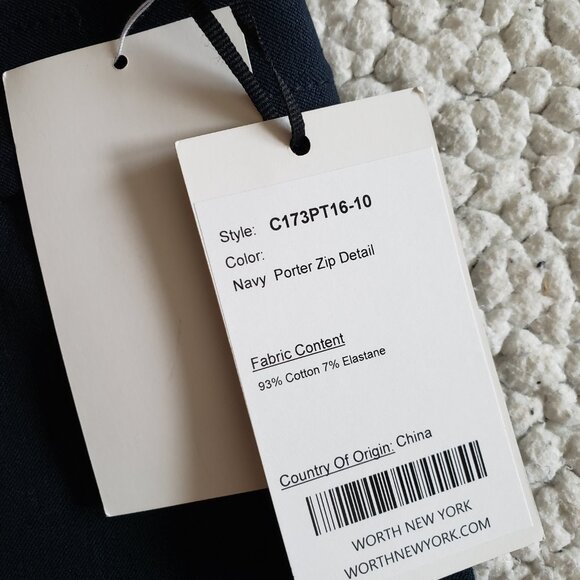 Style: C173PT16-10
Color:
Navy Porter Zip Detail
Fabric Content
93% Cotton 7% Elastane
Country Of Origin: China
WORTH NEW YORK
WORTHNEWYORK.COM